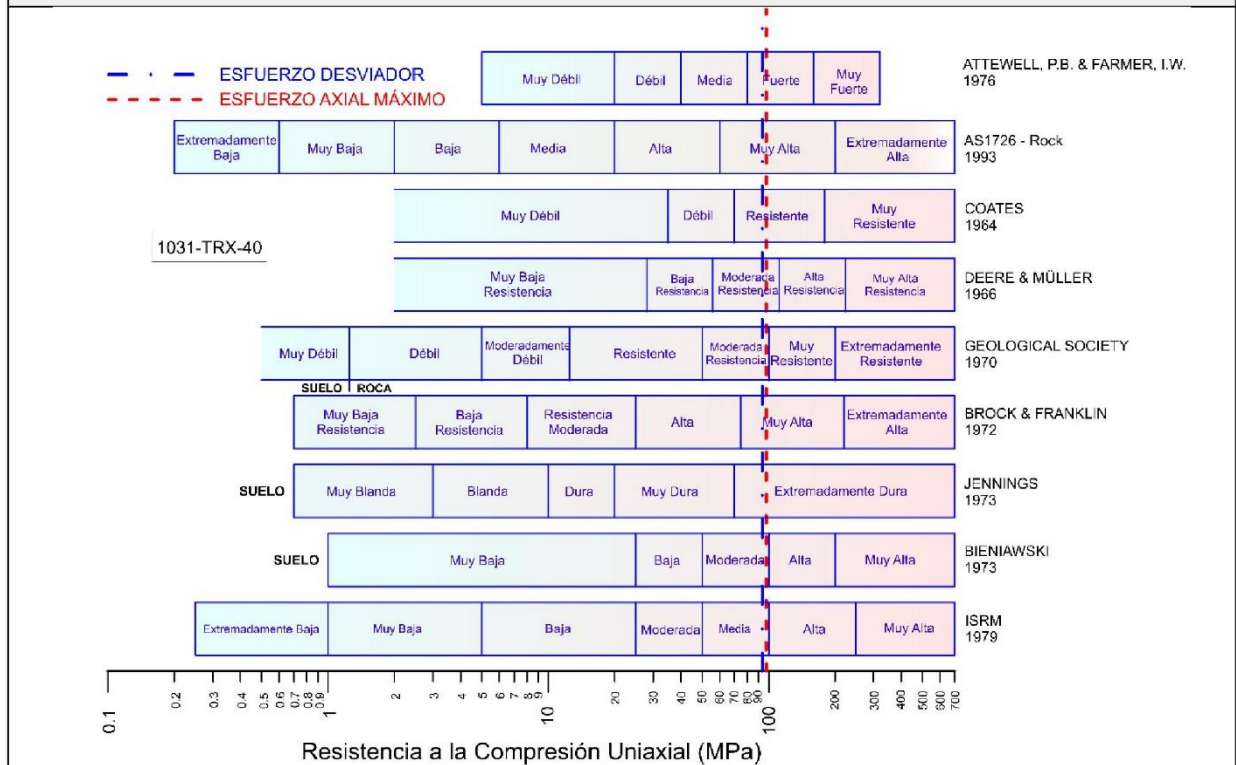 ESFUERZO DESVIADOR
ESFUERZO AXIAL MÁXIMO
Muy Débil
Débil
Media
Fuerte
Muy
Fuerte
ATTEWELL, P.B. & FARMER, I.W.
1976
Extremadamente
Baja
Muy Baja
Baja
Media
Alta
Muy Alta
Extremadamente
Alta
AS1726 - Rock
1993
Muy Débil
Débil
Resistente
Muy
Resistente
COATES
1964
1031-TRX-40
Muy Baja
Resistencia
Baja
Resistencia
Moderada
Resistencia
Alta
Resistencia
Muy Alta
Resistencia
DEERE & MÜLLER
1966
Muy Débil
Débil
Moderadamente
Débil
Resistente
Moderada
Resistencia
Muy
Resistente
Extremadamente
Resistente
GEOLOGICAL SOCIETY
1970
SUELO ROCA
Muy Baja
Resistencia
Baja
Resistencia
Resistencia
Moderada
Alta
Muy Alta
Extremadamente
Alta
BROCK & FRANKLIN
1972
SUELO
Muy Blanda
Blanda
Dura
Muy Dura
Extremadamente Dura
JENNINGS
1973
SUELO
Muy Baja
Baja
Moderada
Alta
Muy Alta
BIENIAWSKI
1973
Extremadamente Baja
Muy Baja
Baja
Moderada
Media
Alta
Muy Alta
ISRM
1979
0.1 0.2 0.3 0.4 0.5 0.6 0.7 0.8 0.9 1 2 3 4 5 6 7 8 9 10 20 30 40 50 60 70 80 90 100 200 300 400 500 600 700
Resistencia a la Compresión Uniaxial (MPa)